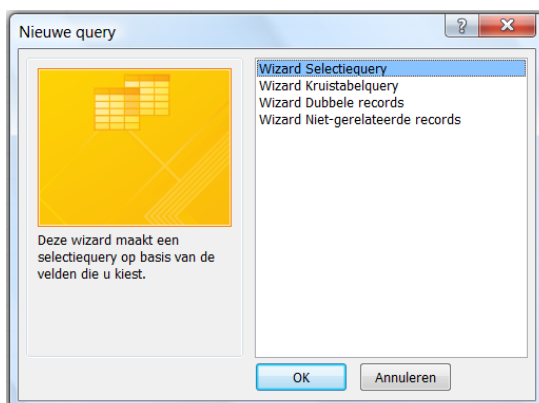 Nieuwe query
?
X
Wizard Selectiequery
Wizard Kruistabelquery
Wizard Dubbele records
Wizard Niet-gerelateerde records
Deze wizard maakt een
selectiequery op basis van de
velden die u kiest.
OK
Annuleren